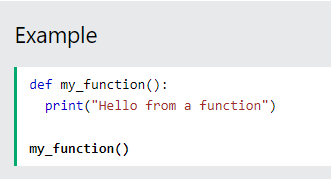 Example
def my_function():
  print("Hello from a function")
my_function()